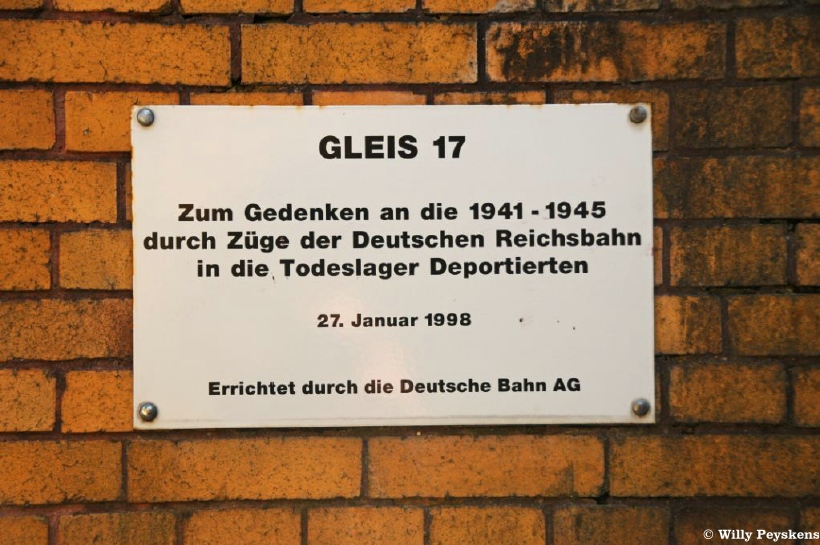 GLEIS 17
Zum Gedenken an die 1941 - 1945
durch Züge der Deutschen Reichsbahn
in die Todeslager Deportierten
27. Januar 1998
Errichtet durch die Deutsche Bahn AG
© Willy Peyskens